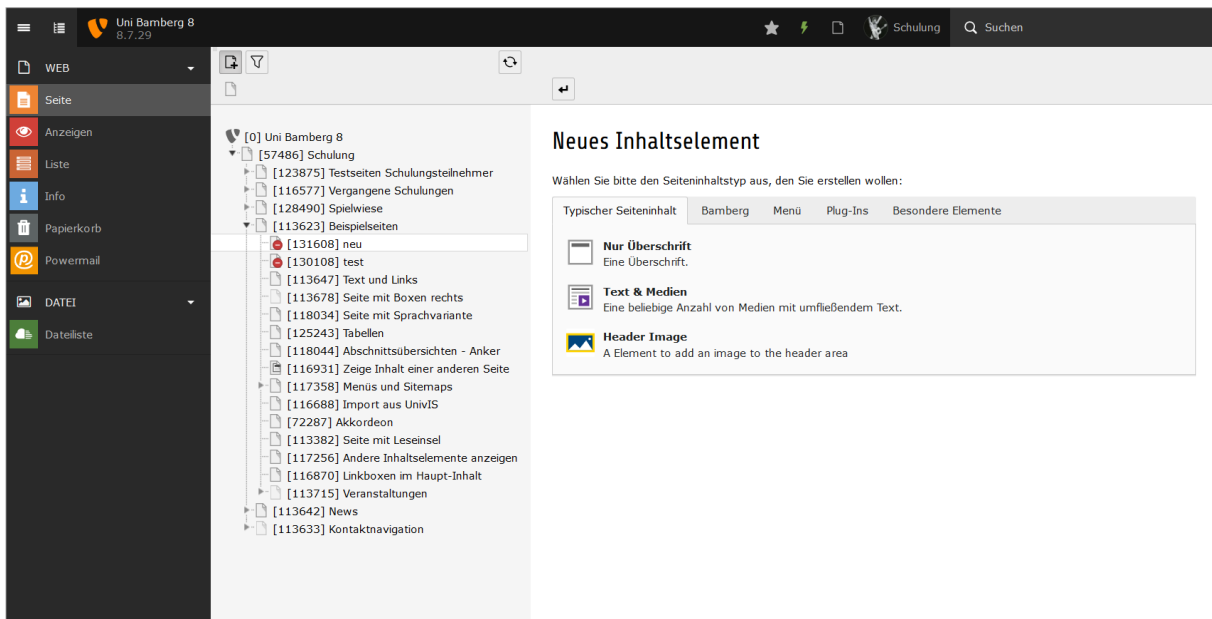 Uni Bamberg 8
8.7.29
Schulung
Suchen
WEB
Seite
Anzeigen
Liste
Info
Papierkorb
Powermail
DATEI
Dateiliste
[0] Uni Bamberg 8
[57486] Schulung
[123875] Testseiten Schulungsteilnehmer
[116577] Vergangene Schulungen
[128490] Spielwiese
[113623] Beispielseiten
[131608] neu
[130108] test
[113647] Text und Links
[113678] Seite mit Boxen rechts
[118034] Seite mit Sprachvariante
[125243] Tabellen
[118044] Abschnittsübersichten - Anker
[116931] Zeige Inhalt einer anderen Seite
[117358] Menüs und Sitemaps
[116688] Import aus UnivIS
[72287] Akkordeon
[113382] Seite mit Leseinsel
[117256] Andere Inhaltselemente anzeigen
[116870] Linkboxen im Haupt-Inhalt
[113715] Veranstaltungen
[113642] News
[113633] Kontaktnavigation
Neues Inhaltselement
Wählen Sie bitte den Seiteninhaltstyp aus, den Sie erstellen wollen:
Typischer Seiteninhalt Bamberg Menü Plug-Ins Besondere Elemente
Nur Überschrift
Eine Überschrift.
Text & Medien
Eine beliebige Anzahl von Medien mit umfließendem Text.
Header Image
A Element to add an image to the header area